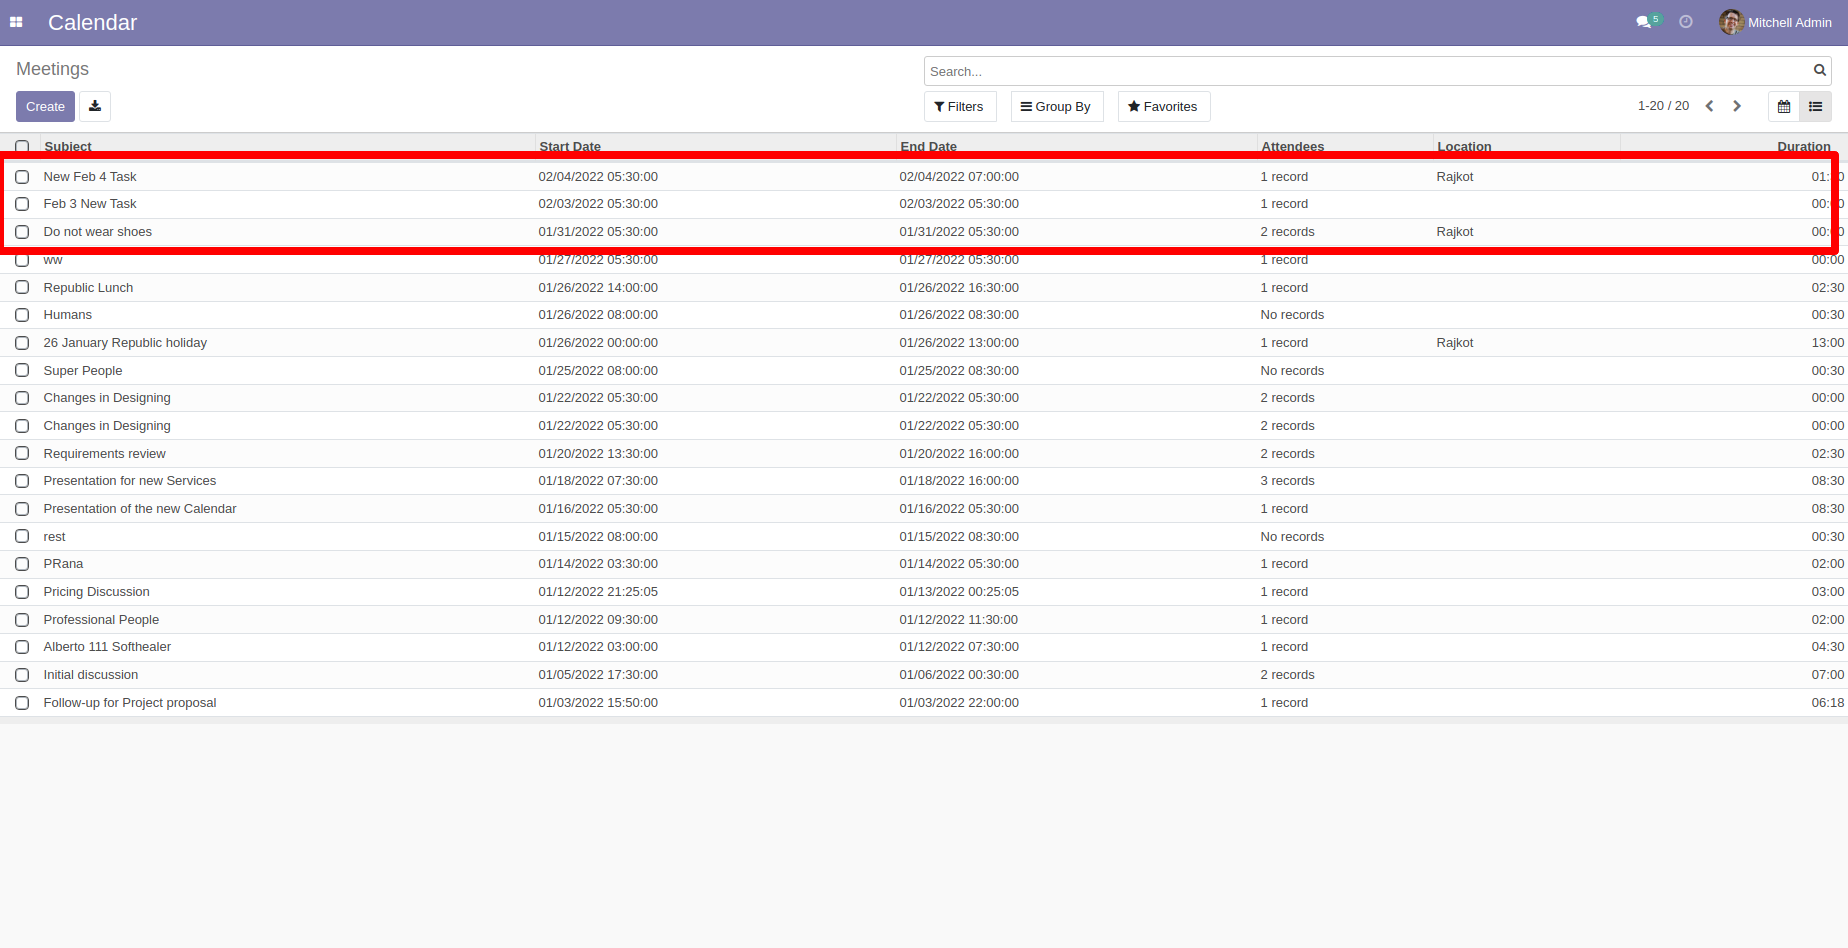 Calendar 5 Mitchell Admin
Meetings Search...
Create Filters Group By Favorites 1-20 / 20
Subject Start Date End Date Attendees Location Duration
New Feb 4 Task 02/04/2022 05:30:00 02/04/2022 07:00:00 1 record Rajkot
Feb 3 New Task 02/03/2022 05:30:00 02/03/2022 05:30:00 1 record
Do not wear shoes 01/31/2022 05:30:00 01/31/2022 05:30:00 2 records Rajkot
ww 01/27/2022 05:30:00 01/27/2022 05:30:00 1 record 00:00
Republic Lunch 01/26/2022 14:00:00 01/26/2022 16:30:00 1 record 02:30
Humans 01/26/2022 08:00:00 01/26/2022 08:30:00 No records 00:30
26 January Republic holiday 01/26/2022 00:00:00 01/26/2022 13:00:00 1 record Rajkot 13:00
Super People 01/25/2022 08:00:00 01/25/2022 08:30:00 No records 00:30
Changes in Designing 01/22/2022 05:30:00 01/22/2022 05:30:00 2 records 00:00
Changes in Designing 01/22/2022 05:30:00 01/22/2022 05:30:00 2 records 00:00
Requirements review 01/20/2022 13:30:00 01/20/2022 16:00:00 2 records 02:30
Presentation for new Services 01/18/2022 07:30:00 01/18/2022 16:00:00 3 records 08:30
Presentation of the new Calendar 01/16/2022 05:30:00 01/16/2022 05:30:00 1 record 08:30
rest 01/15/2022 08:00:00 01/15/2022 08:30:00 No records 00:30
PRana 01/14/2022 03:30:00 01/14/2022 05:30:00 1 record 02:00
Pricing Discussion 01/12/2022 21:25:05 01/13/2022 00:25:05 1 record 03:00
Professional People 01/12/2022 09:30:00 01/12/2022 11:30:00 1 record 02:00
Alberto 111 Softhealer 01/12/2022 03:00:00 01/12/2022 07:30:00 1 record 04:30
Initial discussion 01/05/2022 17:30:00 01/06/2022 00:30:00 2 records 07:00
Follow-up for Project proposal 01/03/2022 15:50:00 01/03/2022 22:00:00 1 record 06:18